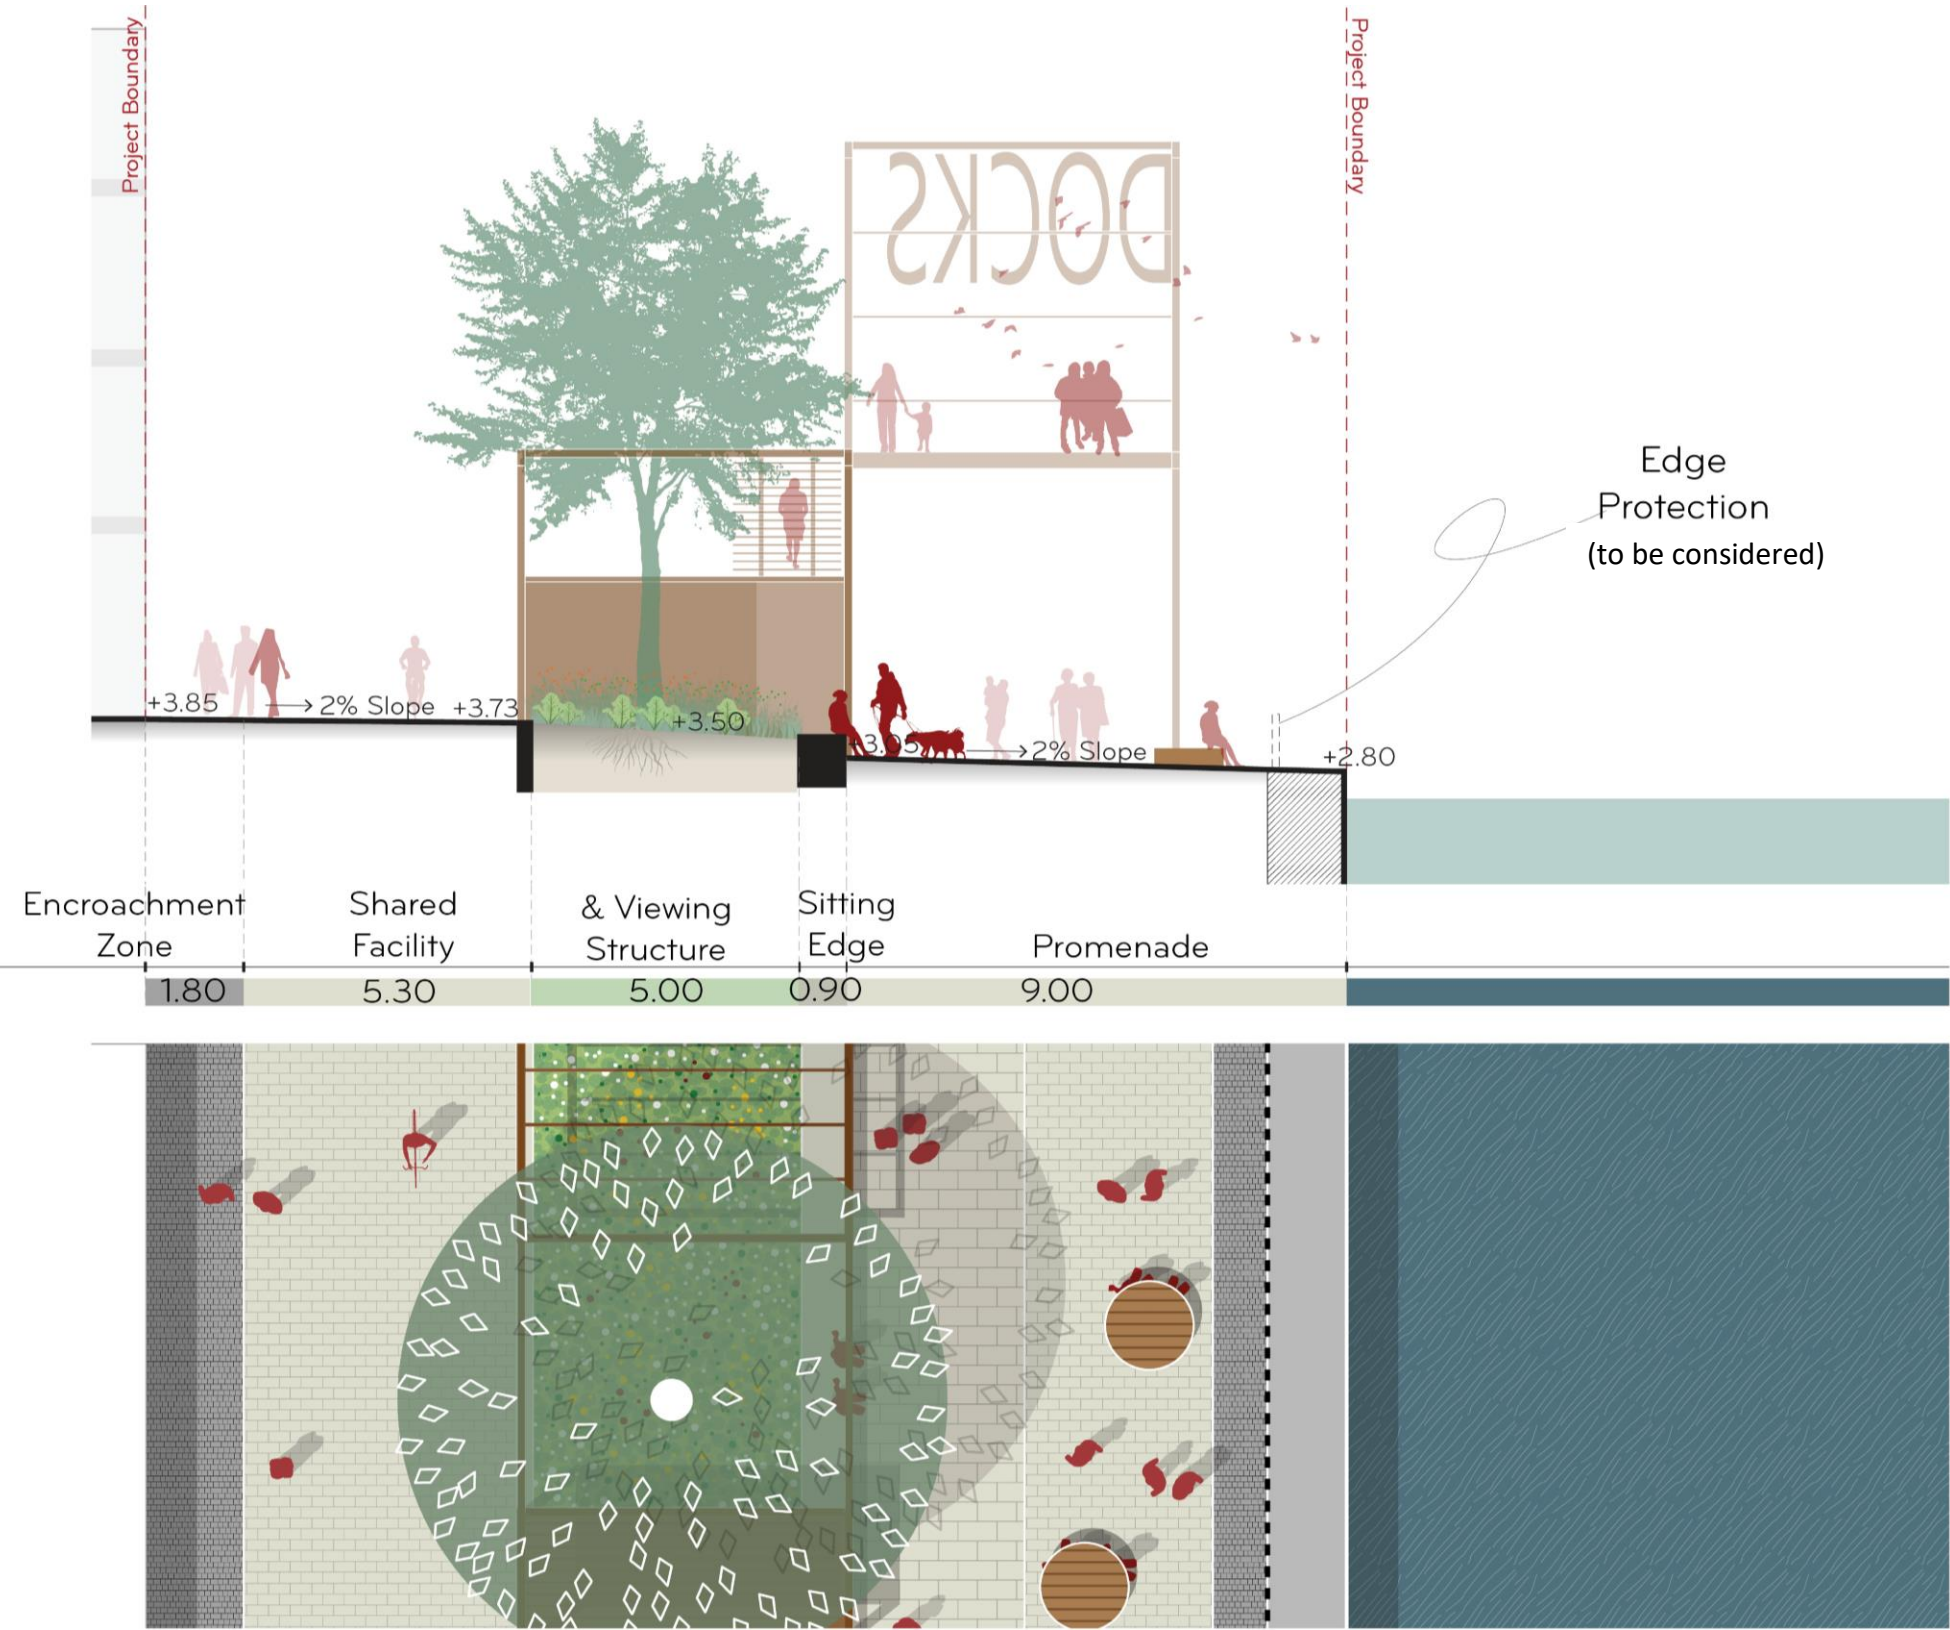 Project Boundary
Project Boundary
DOCKS
Edge
Protection
(to be considered)
+3.85
2% Slope
+3.73
+3.50
+3.05
2% Slope
+2.80
Encroachment
Zone
Shared
Facility
& Viewing
Structure
Sitting
Edge
Promenade
1.80
5.30
5.00
0.90
9.00